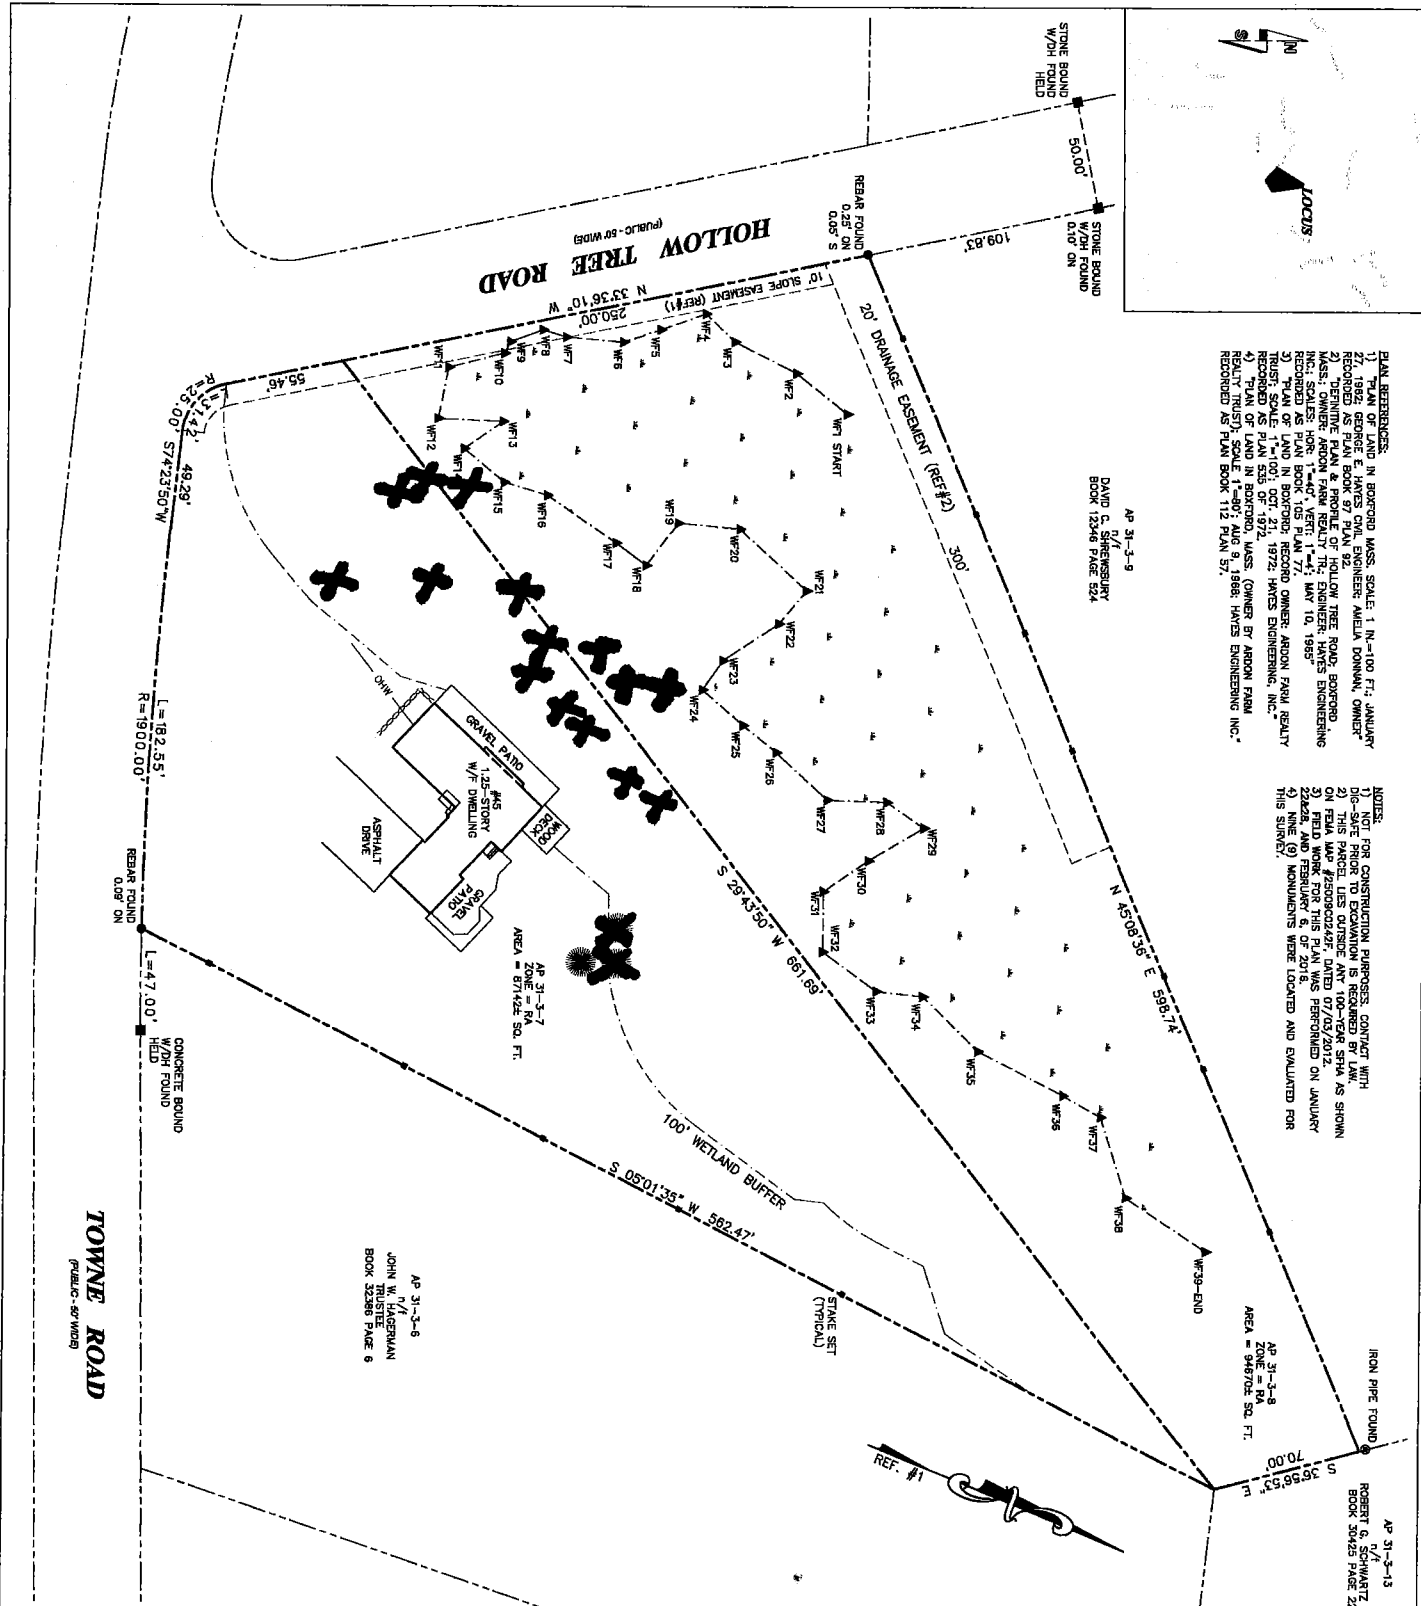 N
S
LOCUS
PLAN REFERENCES:
1) "PLAN OF LAND IN BOXFORD MASS. SCALE: 1 IN.=100 FT.; JANUARY
27, 1962; GEORGE E. HAYES CIVIL ENGINEER; AMELIA DONNAN, OWNER"
RECORDED AS PLAN BOOK 97 PLAN 92.
2) "DEFINITIVE PLAN & PROFILE OF HOLLOW TREE ROAD; BOXFORD,
MASS.; OWNER: ARDON FARM REALTY TR.; ENGINEER: HAYES ENGINEERING
INC.; SCALES: HOR: 1"=40', VERT: 1"=4'; MAY 10, 1965"
RECORDED AS PLAN BOOK 105 PLAN 77.
3) "PLAN OF LAND IN BOXFORD; RECORD OWNER: ARDON FARM REALTY
TRUST; SCALE: 1"=100'; OCT. 21, 1972; HAYES ENGINEERING, INC."
RECORDED AS PLAN 535 OF 1972.
4) "PLAN OF LAND IN BOXFORD, MASS. (OWNER BY ARDON FARM
REALTY TRUST); SCALE 1"=80'; AUG 9, 1968; HAYES ENGINEERING INC."
RECORDED AS PLAN BOOK 112 PLAN 57.
NOTES:
1) NOT FOR CONSTRUCTION PURPOSES. CONTACT WITH
DIG-SAFE PRIOR TO EXCAVATION IS REQUIRED BY LAW.
2) THIS PARCEL LIES OUTSIDE ANY 100-YEAR SFHA AS SHOWN
ON FEMA MAP #25009C0242F, DATED 07/03/2012.
3) FIELD WORK FOR THIS PLAN WAS PERFORMED ON JANUARY
22&28, AND FEBRUARY 6, OF 2018.
4) NINE (9) MONUMENTS WERE LOCATED AND EVALUATED FOR
THIS SURVEY.
STONE BOUND
W/DH FOUND
HELD
50.00'
STONE BOUND
W/DH FOUND
0.10' ON
109.83'
REBAR FOUND
0.25' ON
0.05' S
HOLLOW TREE ROAD
(PUBLIC - 50' WIDE)
N 33°36'10" W
250.00'
10' SLOPE EASEMENT (REF#1)
55.46'
L=31.42'
R=25.00'
20' DRAINAGE EASEMENT (REF#2)
300'
AP 31-3-9
n/f
DAVID C. SHREWSBURY
BOOK 12346 PAGE 524
N 45°08'36" E 598.74'
WF1 START
WF2
WF3
WF4
WF5
WF6
WF7
WF8
WF9
WF10
WF11
WF12
WF13
WF15
WF16
WF17
WF18
WF19
WF20
WF21
WF22
WF23
WF24
WF25
WF26
WF27
WF28
WF29
WF30
WF31
WF32
WF33
WF34
WF35
WF36
WF37
WF38
WF39-END
S 29°43'50" W 661.69'
AP 31-3-8
ZONE = RA
AREA = 94670± SQ. FT.
IRON PIPE FOUND
S 36°56'53" E
70.00'
AP 31-3-13
n/f
ROBERT G. SCHWARTZ
BOOK 30425 PAGE
REF. #1
OHW
GRAVEL PATIO
#45
1.25-STORY
W/F DWELLING
WOOD
DECK
GRAVEL
PATIO
ASPHALT
DRIVE
AP 31-3-7
ZONE = RA
AREA = 87142± SQ. FT.
100' WETLAND BUFFER
S 05°01'35" W 562.47'
STAKE SET
(TYPICAL)
49.29'
S74°23'50"W
L=182.55'
R=1900.00'
REBAR FOUND
0.09' ON
L=47.00'
CONCRETE BOUND
W/DH FOUND
HELD
AP 31-3-6
n/f
JOHN W. HAGERMAN
TRUSTEE
BOOK 32386 PAGE 6
TOWNE ROAD
(PUBLIC - 50' WIDE)